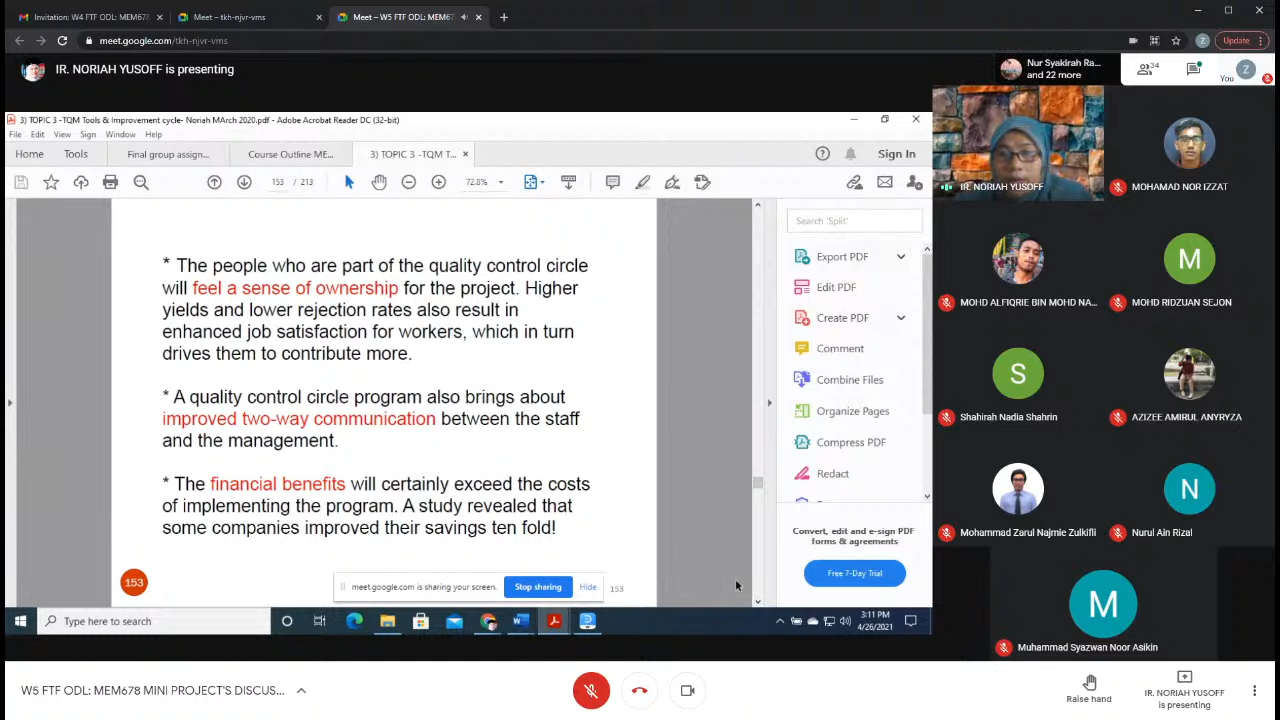 Invitation: W4 FTF ODL: MEM678
Meet – tkh-njvr-vms
Meet – W5 FTF ODL: MEM67
meet.google.com/tkh-njvr-vms
Z
Update
IR. NORIAH YUSOFF is presenting
Nur Syakirah Ra...
and 22 more
34
You
Z
3) TOPIC 3 -TQM Tools & Improvement cycle- Noriah MArch 2020.pdf - Adobe Acrobat Reader DC (32-bit)
File Edit View Sign Window Help
Home Tools Final group assign... Course Outline ME... 3) TOPIC 3 -TQM T... Sign In
153 / 213 72.8%
* The people who are part of the quality control circle
will feel a sense of ownership for the project. Higher
yields and lower rejection rates also result in
enhanced job satisfaction for workers, which in turn
drives them to contribute more.
* A quality control circle program also brings about
improved two-way communication between the staff
and the management.
* The financial benefits will certainly exceed the costs
of implementing the program. A study revealed that
some companies improved their savings ten fold!
153
meet.google.com is sharing your screen. Stop sharing Hide
153
Search 'Split'
Export PDF
Edit PDF
Create PDF
Comment
Combine Files
Organize Pages
Compress PDF
Redact
Convert, edit and e-sign PDF
forms & agreements
Free 7-Day Trial
Type here to search
3:11 PM
4/26/2021
IR. NORIAH YUSOFF
MOHAMAD NOR IZZAT
MOHD ALFIQRIE BIN MOHD NA...
M
MOHD RIDZUAN SEJON
S
Shahirah Nadia Shahrin
AZIZEE AMIRUL ANYRYZA
Mohammad Zarul Najmie Zulkifli
N
Nurul Ain Rizal
M
Muhammad Syazwan Noor Asikin
W5 FTF ODL: MEM678 MINI PROJECT'S DISCUS...
Raise hand
IR. NORIAH YUSOFF
is presenting